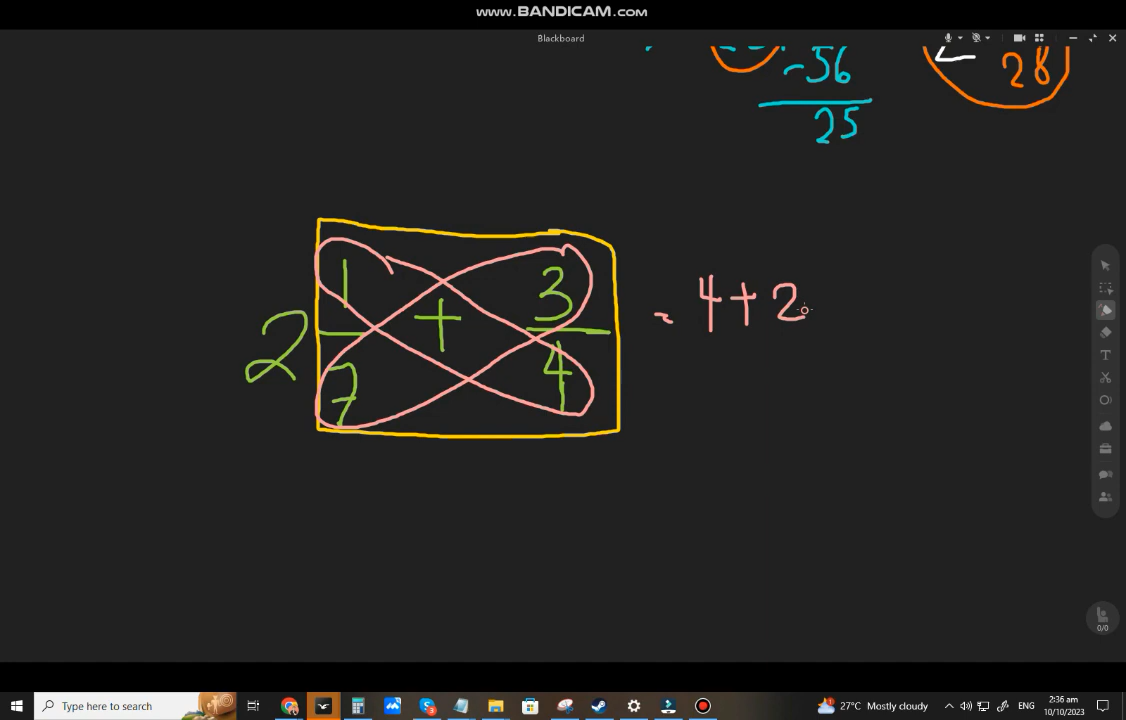 WWW.BANDICAM.COM
Blackboard
-56
28
25
2 1/7 + 3/4 = 4+2
0/0
Type here to search
27°C Mostly cloudy
ENG
2:36 am
10/10/2023